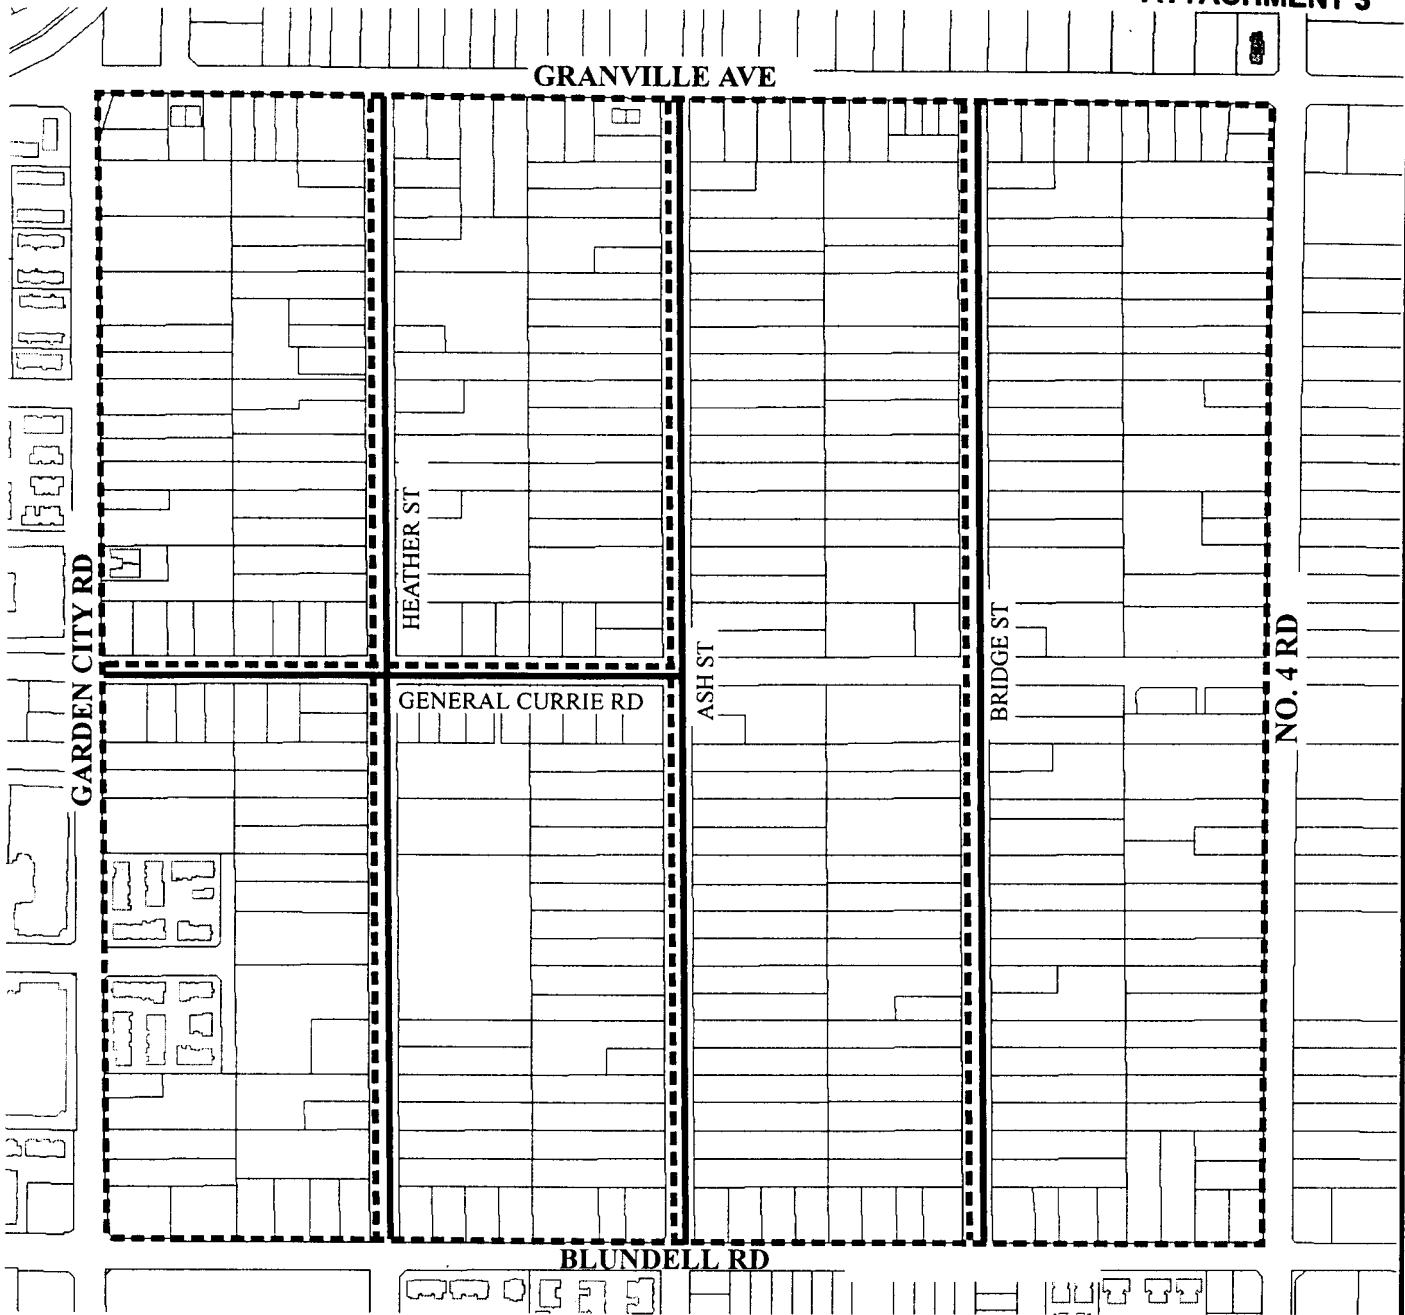 ATTACHMENT 3
GRANVILLE AVE
HEATHER ST
GARDEN CITY RD
BRIDGE ST
NO. 4 RD
ASH ST
GENERAL CURRIE RD
BLUNDELL RD